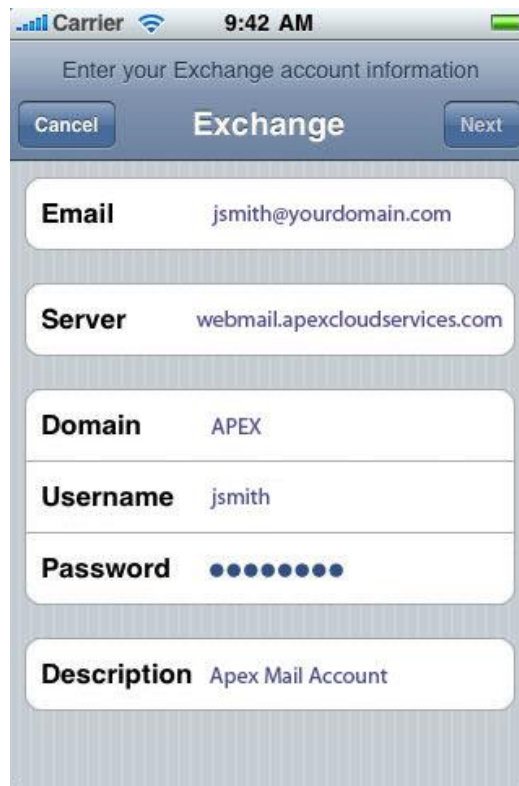 Carrier 9:42 AM
Enter your Exchange account information
Cancel Exchange Next
Email jsmith@yourdomain.com
Server webmail.apexcloudservices.com
Domain APEX
Username jsmith
Password ●●●●●●●●
Description Apex Mail Account